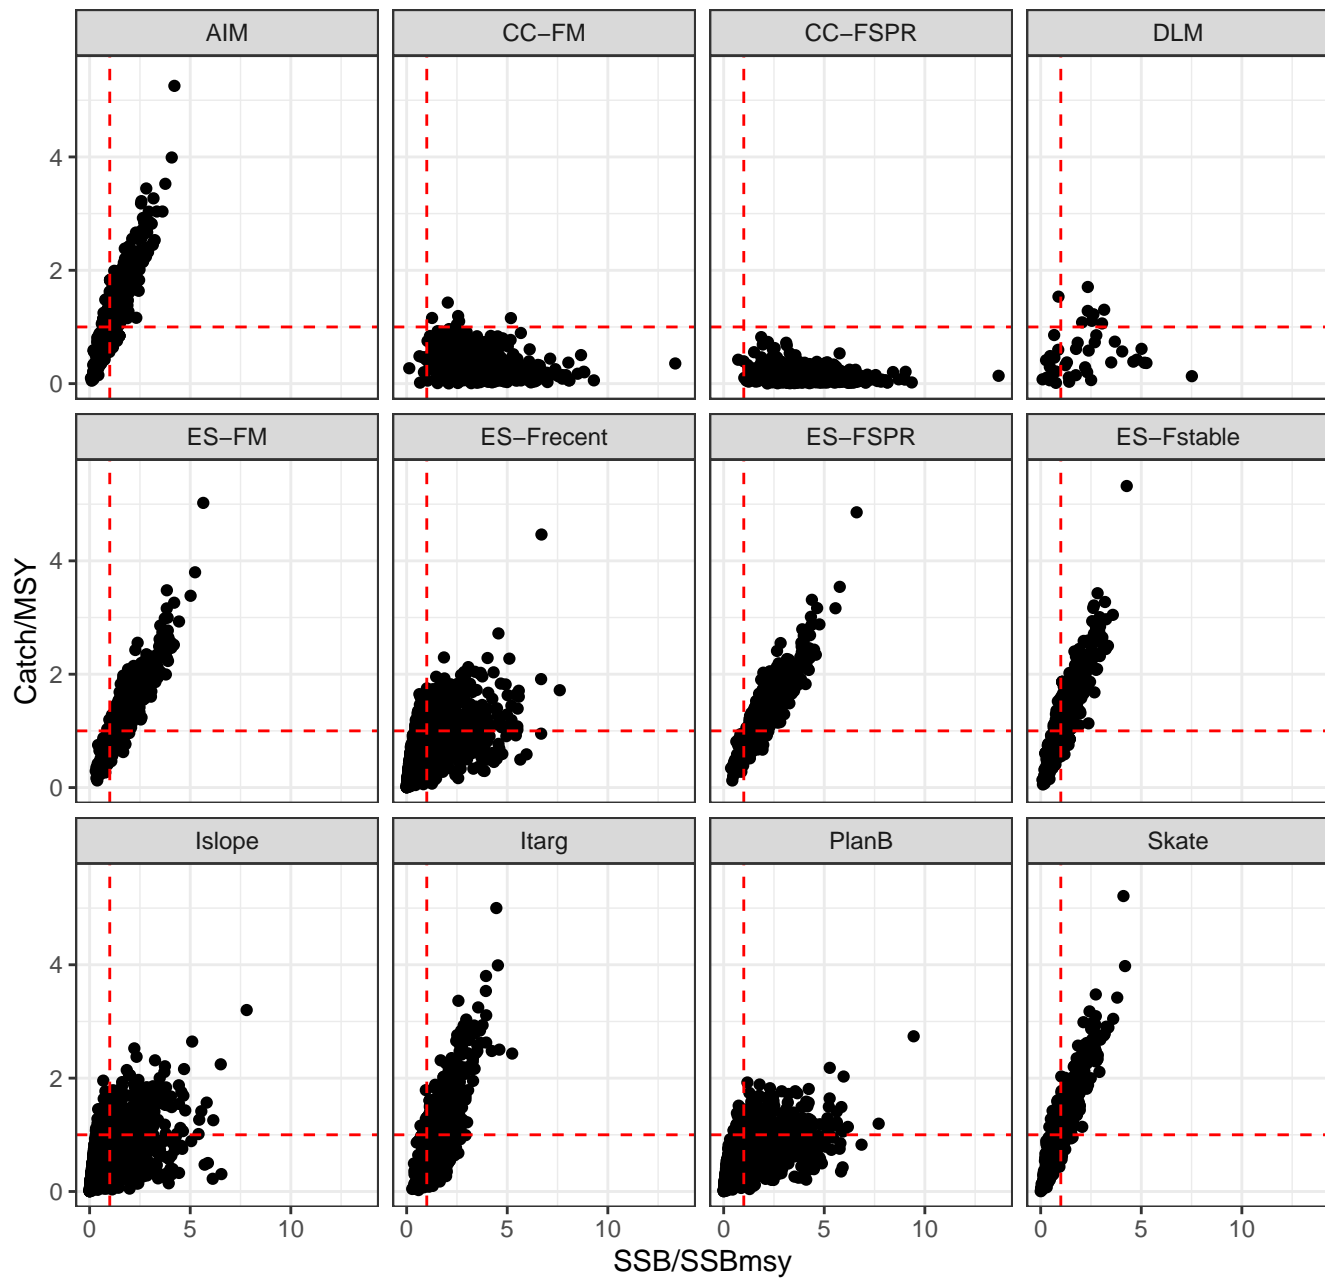 AIM CC−FM CC−FSPR DLM
4
2
0
ES−FM ES−Frecent ES−FSPR ES−Fstable
Catch/MSY
4
2
0
Islope Itarg PlanB Skate
4
2
0
0 5 10 0 5 10 0 5 10 0 5 10
SSB/SSBmsy